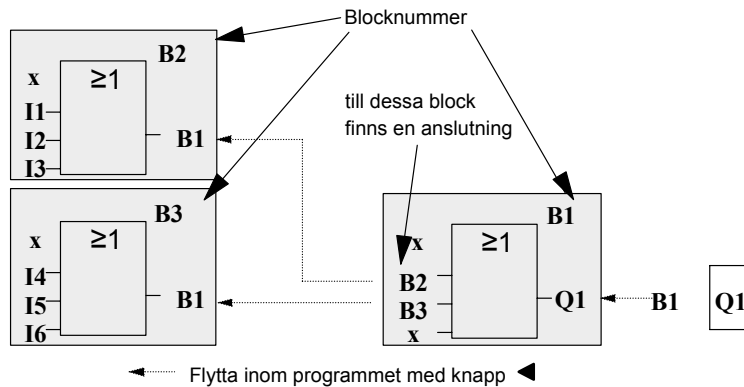 Blocknummer
B2
x
≥1
I1
I2
I3
B1
till dessa block
finns en anslutning
B3
x
≥1
I4
I5
I6
B1
B1
x
≥1
B2
B3
x
Q1
B1
Q1
Flytta inom programmet med knapp ◄